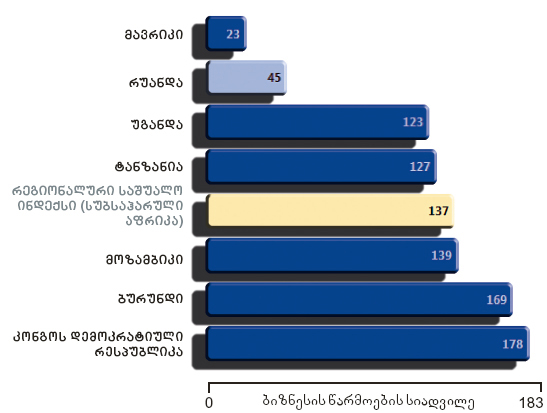 მავრიკი 23
რუანდა 45
უგანდა 123
ტანზანია 127
რეგიონალური საშუალო
ინდექსი (სუბსაჰარული
აფრიკა) 137
მოზამბიკი 139
ბურუნდი 169
კონგოს დემოკრატიული
რესპუბლიკა 178
0 ბიზნესის წარმოების სიადვილე 183